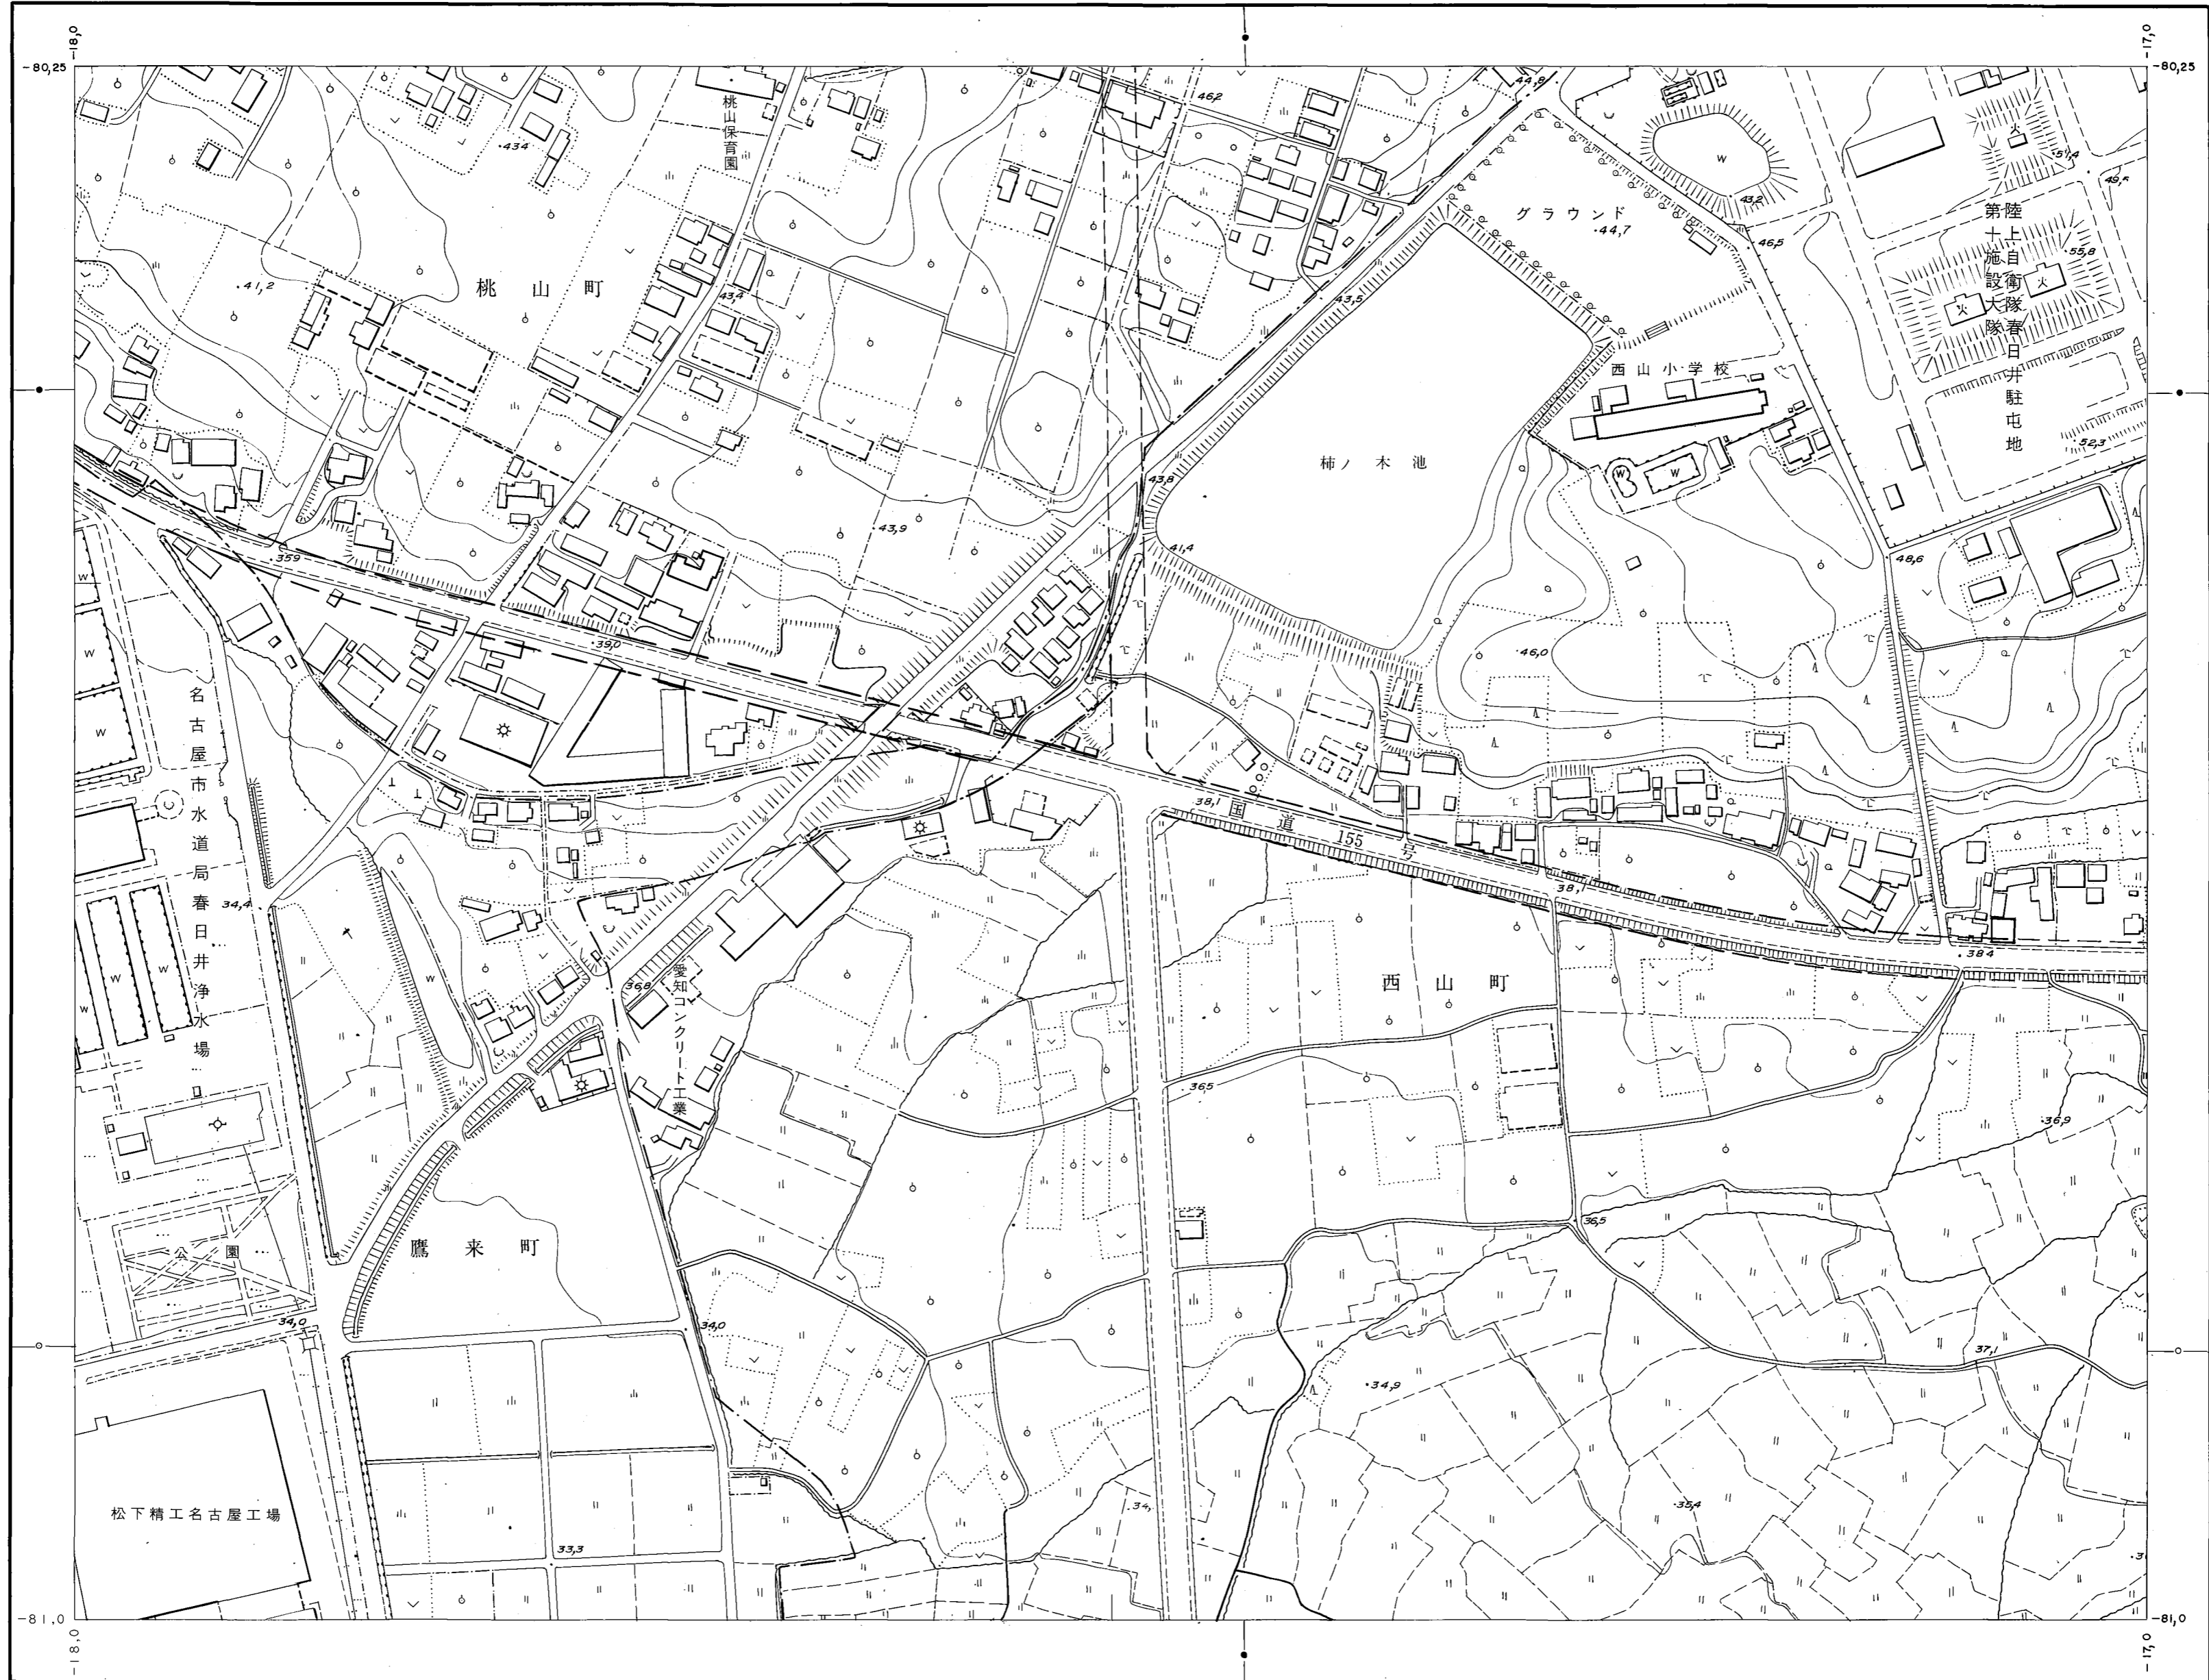 -18,0
-17,0
-80,25
-80,25
桃山保育園
44,8
46,2
43,4
W
火
51,4
43,2
グラウンド
44,7
46,5
陸上自衛隊春日井駐屯地
第十施設大隊
55,8
火
火
41,2
桃山町
43,4
43,5
西山小学校
52,3
柿ノ木池
W
W
43,8
43,9
41,4
48,6
359
W
39,0
46,0
W
W
名古屋市水道局春日井浄水場
38,1
国道155号
38,1
34,4
W
W
W
W
384
36,8
愛知コンクリート工業
西山町
365
36,9
36,5
公園
鷹来町
34,0
34,0
37,1
34,9
354
松下精工名古屋工場
33,3
-81,0
-81,0
-18,0
-17,0